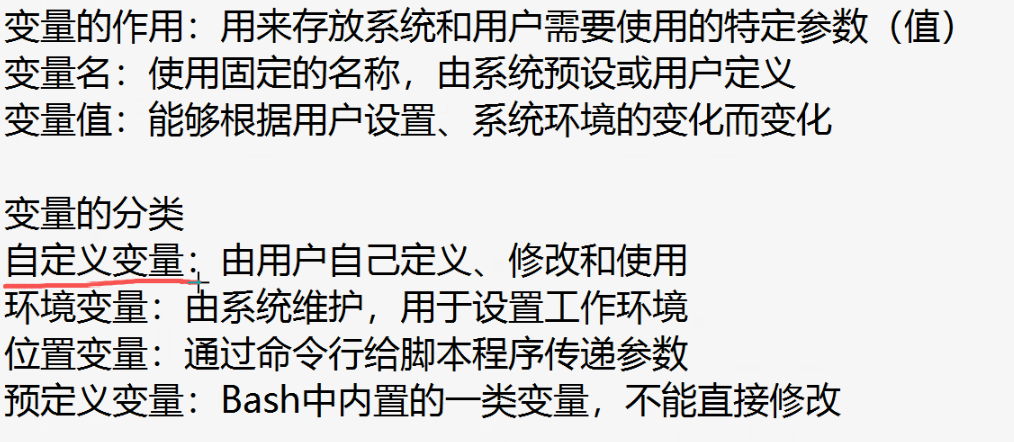 变量的作用：用来存放系统和用户需要使用的特定参数（值）
变量名：使用固定的名称，由系统预设或用户定义
变量值：能够根据用户设置、系统环境的变化而变化
变量的分类
自定义变量：由用户自己定义、修改和使用
环境变量：由系统维护，用于设置工作环境
位置变量：通过命令行给脚本程序传递参数
预定义变量：Bash中内置的一类变量，不能直接修改